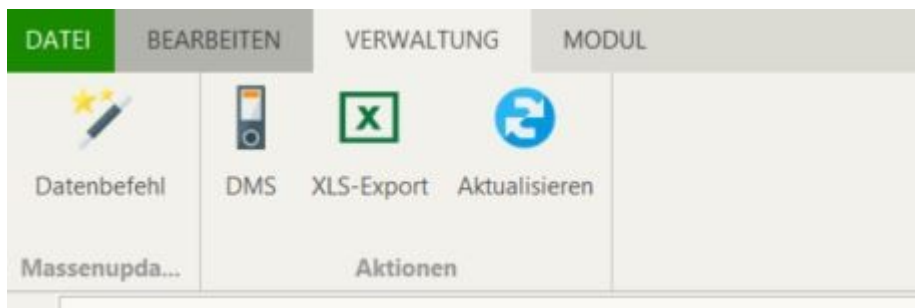 DATEI BEARBEITEN VERWALTUNG MODUL
Datenbefehl DMS XLS-Export Aktualisieren
Massenupda... Aktionen